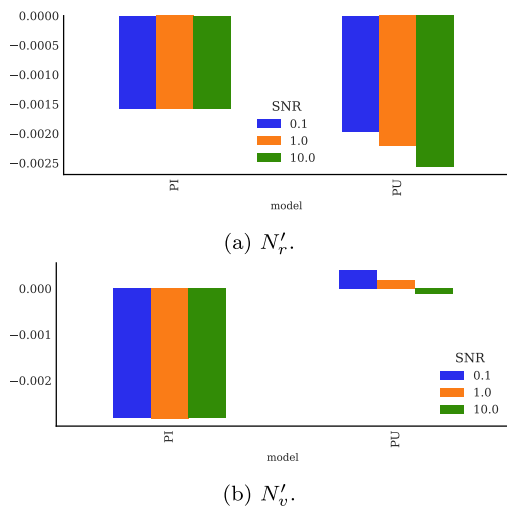 0.0000
−0.0005
−0.0010
−0.0015
−0.0020
−0.0025
SNR
0.1
1.0
10.0
PI
PU
model
(a) N′r.
0.000
−0.001
−0.002
SNR
0.1
1.0
10.0
PI
PU
model
(b) N′v.